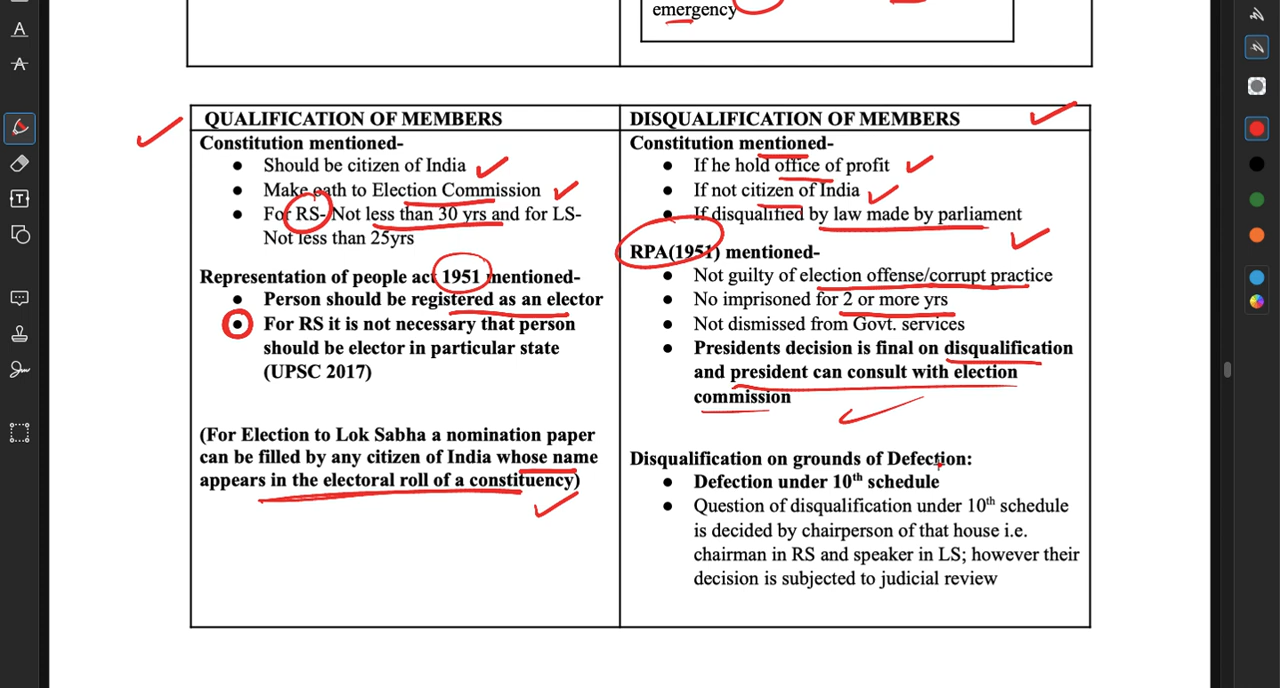 emergency
QUALIFICATION OF MEMBERS
Constitution mentioned-
● Should be citizen of India
● Make oath to Election Commission
● For RS- Not less than 30 yrs and for LS-
Not less than 25yrs
Representation of people act 1951 mentioned-
● Person should be registered as an elector
● For RS it is not necessary that person
should be elector in particular state
(UPSC 2017)
(For Election to Lok Sabha a nomination paper
can be filled by any citizen of India whose name
appears in the electoral roll of a constituency)
DISQUALIFICATION OF MEMBERS
Constitution mentioned-
● If he hold office of profit
● If not citizen of India
● If disqualified by law made by parliament
RPA(1951) mentioned-
● Not guilty of election offense/corrupt practice
● No imprisoned for 2 or more yrs
● Not dismissed from Govt. services
● Presidents decision is final on disqualification
and president can consult with election
commission
Disqualification on grounds of Defection:
● Defection under 10th schedule
● Question of disqualification under 10th schedule
is decided by chairperson of that house i.e.
chairman in RS and speaker in LS; however their
decision is subjected to judicial review